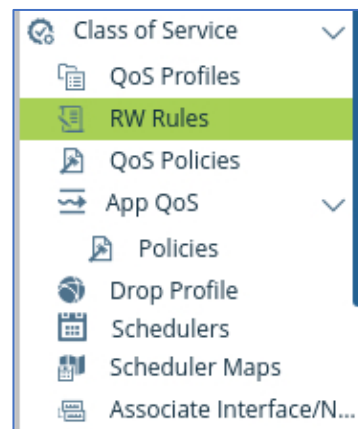 Class of Service
QoS Profiles
RW Rules
QoS Policies
App QoS
Policies
Drop Profile
Schedulers
Scheduler Maps
Associate Interface/N...